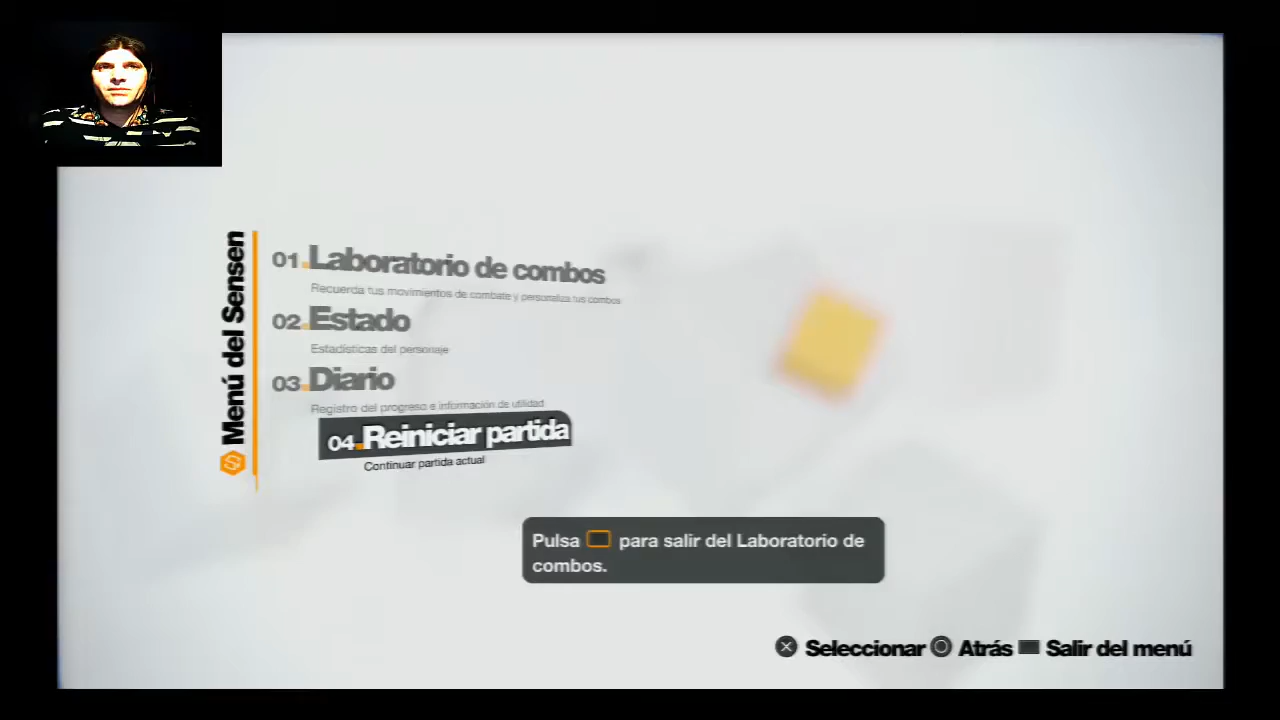 Menú del Sensen
01.Laboratorio de combos
Recuerda tus movimientos de combate y personaliza tus combos
02.Estado
Estadísticas del personaje
03.Diario
Registro del progreso e información de utilidad
04.Reiniciar partida
Continuar partida actual
Pulsa para salir del Laboratorio de
combos.
Seleccionar Atrás Salir del menú